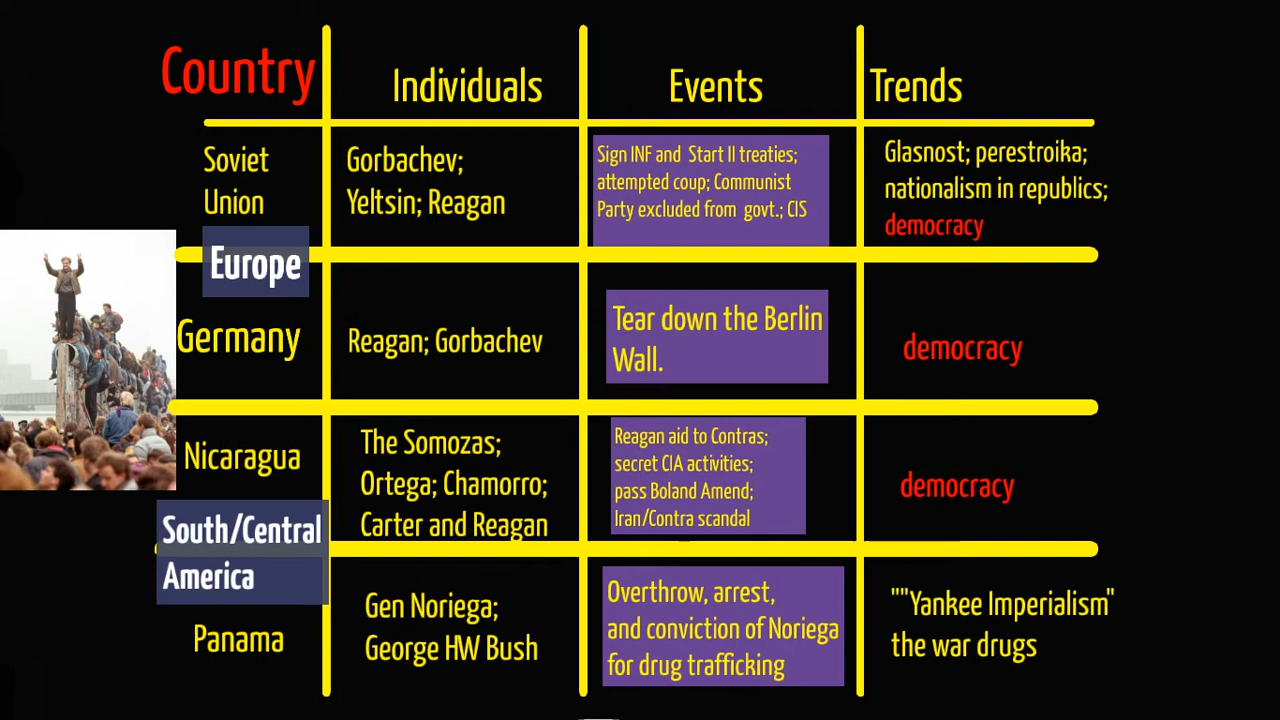 Country
Individuals
Events
Trends
Soviet
Union
Gorbachev;
Yeltsin; Reagan
Sign INF and Start II treaties;
attempted coup; Communist
Party excluded from govt.; CIS
Glasnost; perestroika;
nationalism in republics;
democracy
Europe
Germany
Reagan; Gorbachev
Tear down the Berlin
Wall.
democracy
Nicaragua
The Somozas;
Ortega; Chamorro;
Carter and Reagan
Reagan aid to Contras;
secret CIA activities;
pass Boland Amend;
Iran/Contra scandal
democracy
South/Central
America
Panama
Gen Noriega;
George HW Bush
Overthrow, arrest,
and conviction of Noriega
for drug trafficking
""Yankee Imperialism"
the war drugs